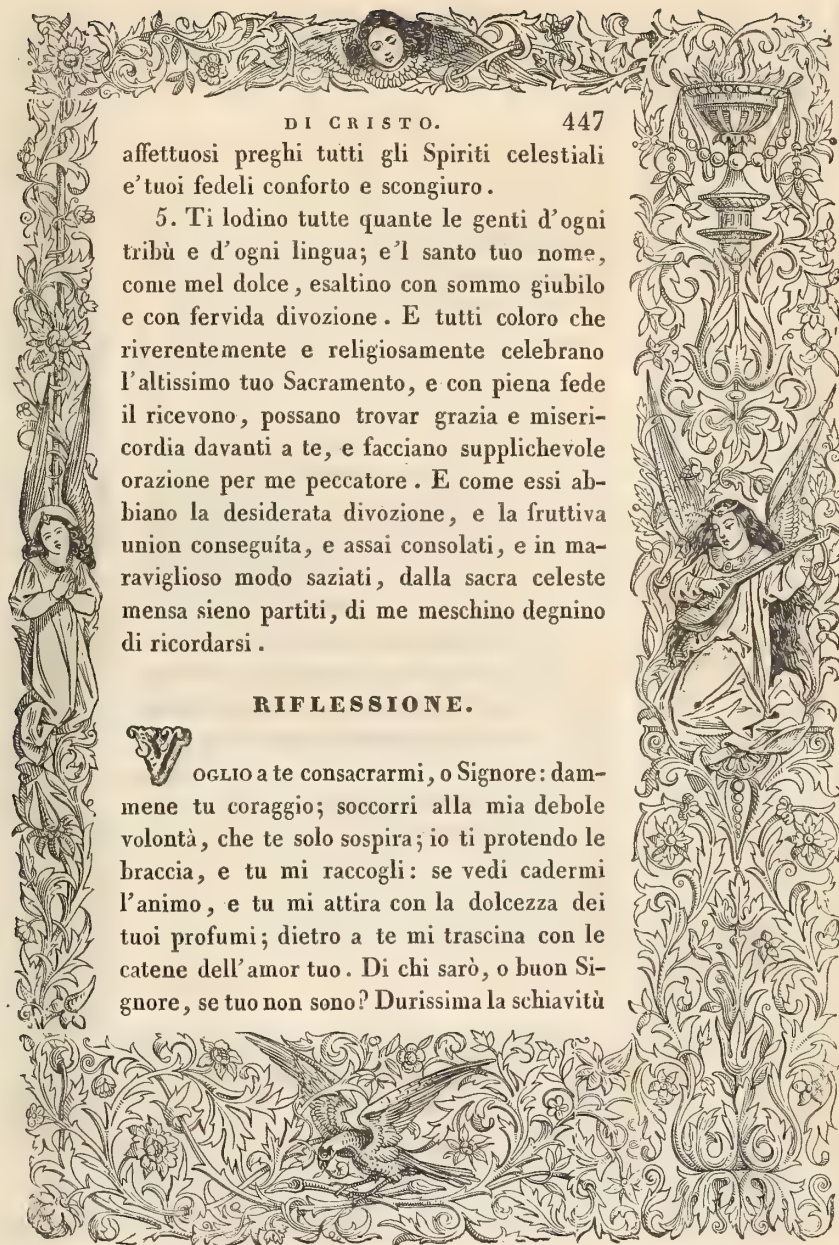 DI CRISTO. 447
affettuosi preghi tutti gli Spiriti celestiali
e'tuoi fedeli conforto e scongiuro.
5. Ti lodino tutte quante le genti d'ogni
tribù e d'ogni lingua; e'l santo tuo nome,
come mel dolce, esaltino con sommo giubilo
e con fervida divozione. E tutti coloro che
riverentemente e religiosamente celebrano
l'altissimo tuo Sacramento, e con piena fede
il ricevono, possano trovar grazia e miseri-
cordia davanti a te, e facciano supplichevole
orazione per me peccatore. E come essi ab-
biano la desiderata divozione, e la fruttiva
union conseguíta, e assai consolati, e in ma-
raviglioso modo saziati, dalla sacra celeste
mensa sieno partiti, di me meschino degnino
di ricordarsi.
RIFLESSIONE.
VOGLIO a te consacrarmi, o Signore: dam-
mene tu coraggio; soccorri alla mia debole
volontà, che te solo sospira; io ti protendo le
braccia, e tu mi raccogli: se vedi cadermi
l'animo, e tu mi attira con la dolcezza dei
tuoi profumi; dietro a te mi trascina con le
catene dell'amor tuo. Di chi sarò, o buon Si-
gnore, se tuo non sono? Durissima la schiavitù